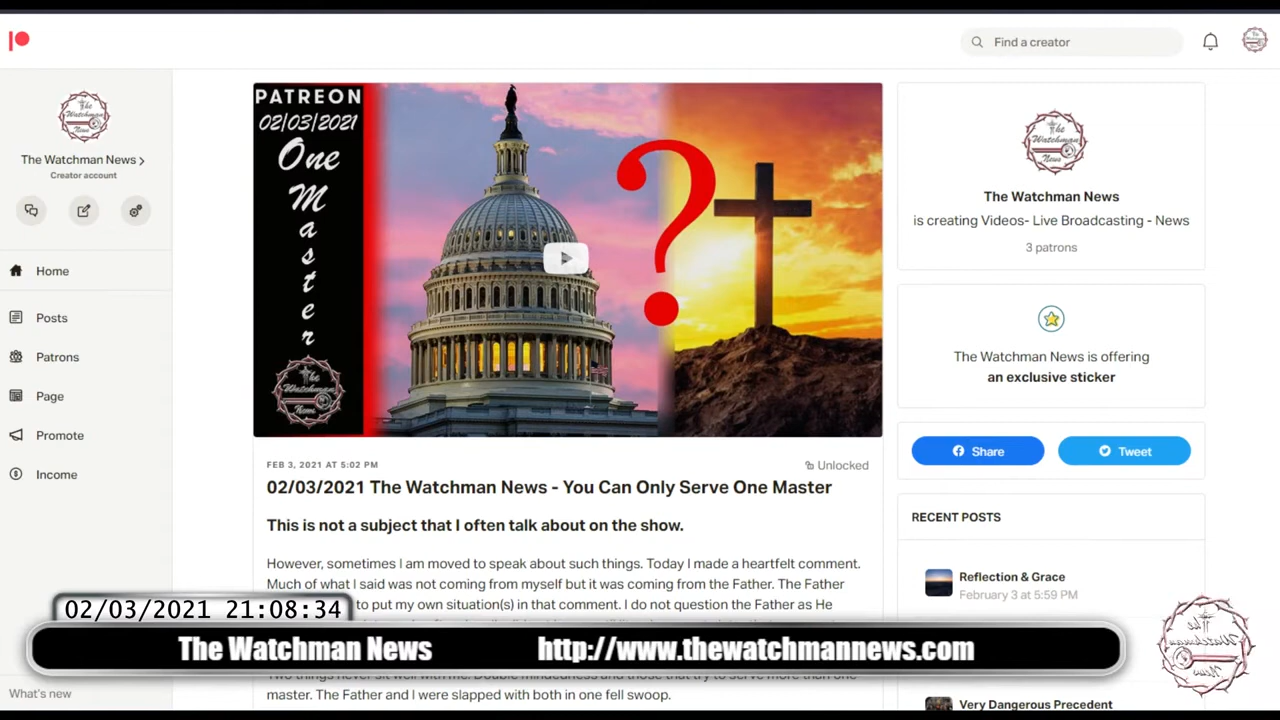 Find a creator
The Watchman News
Creator account
Home
Posts
Patrons
Page
Promote
Income
What's new
PATREON
02/03/2021
One
Master
The
Watchman
News
FEB 3, 2021 AT 5:02 PM
Unlocked
02/03/2021 The Watchman News - You Can Only Serve One Master
This is not a subject that I often talk about on the show.
However, sometimes I am moved to speak about such things. Today I made a heartfelt comment.
Much of what I said was not coming from myself but it was coming from the Father. The Father
to put my own situation(s) in that comment. I do not question the Father as He
master. The Father and I were slapped with both in one fell swoop.
The Watchman News
is creating Videos- Live Broadcasting - News
3 patrons
The Watchman News is offering
an exclusive sticker
Share
Tweet
RECENT POSTS
Reflection & Grace
February 3 at 5:59 PM
Very Dangerous Precedent
02/03/2021 21:08:34
The Watchman News http://www.thewatchmannews.com